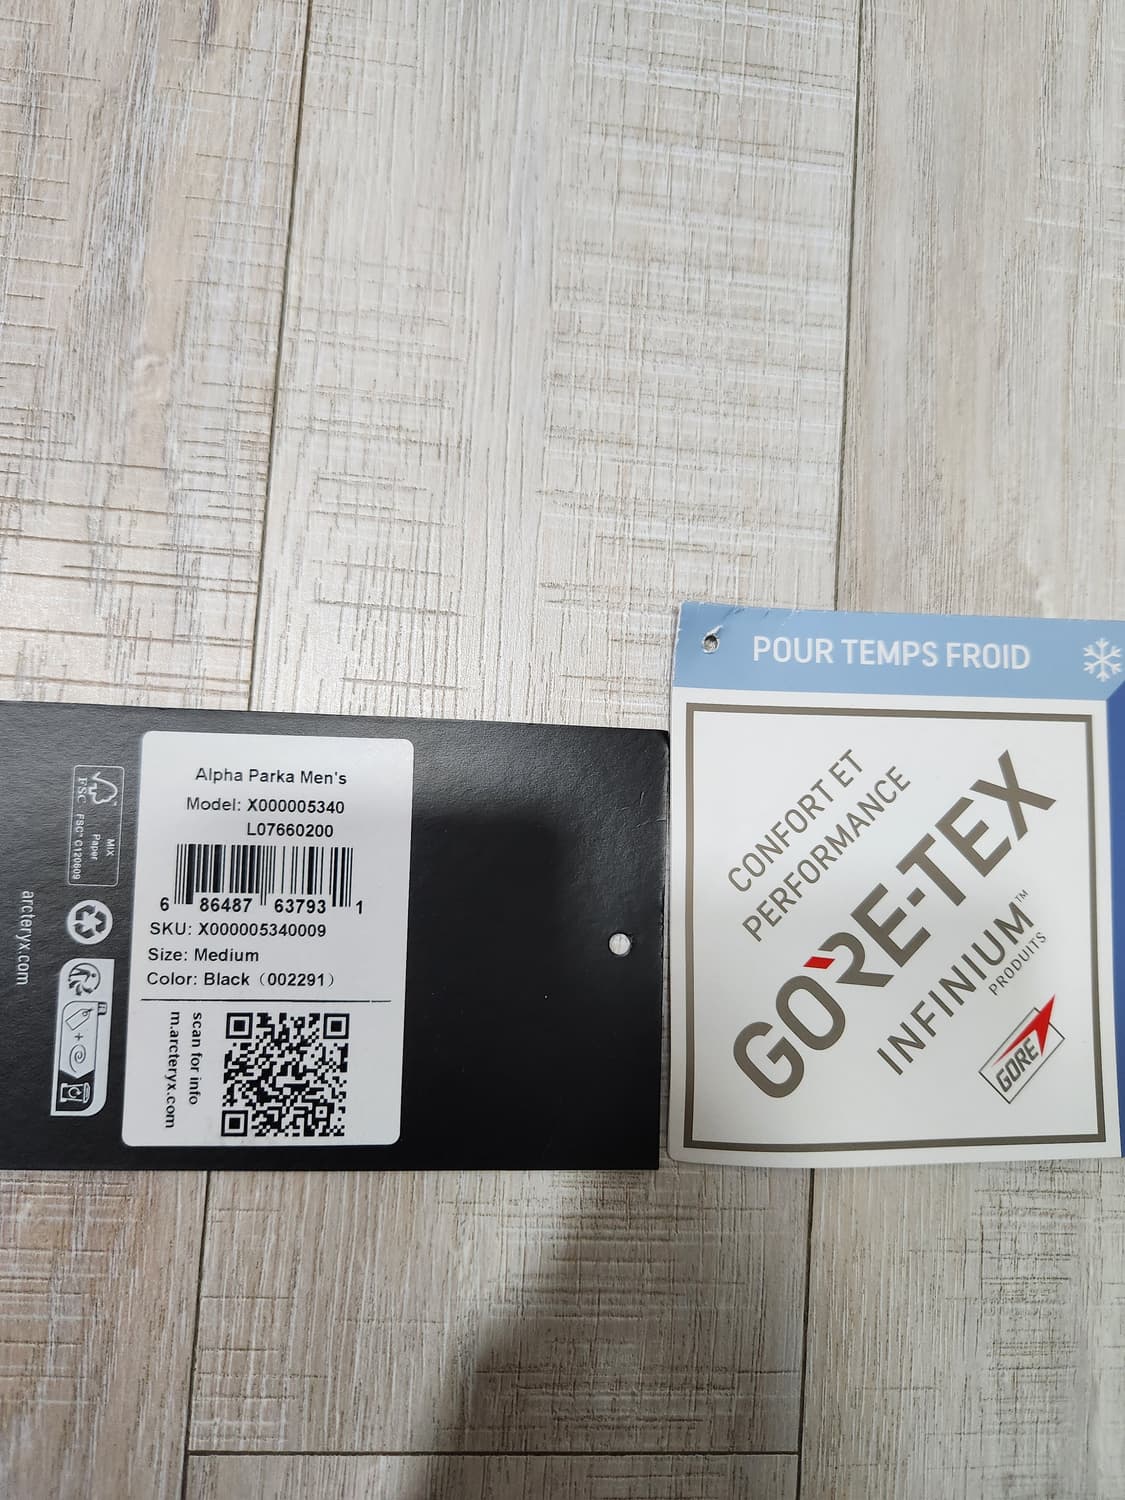 Alpha Parka Men's
Model: X000005340
L07660200
6 86487 63793 1
SKU: X000005340009
Size: Medium
Color: Black（002291）
scan for info
m.arcteryx.com
FSC
MIX
Paper
FSC™ C120609
arcteryx.com
POUR TEMPS FROID
CONFORT ET
PERFORMANCE
GORE-TEX
INFINIUM™
PRODUITS
GORE